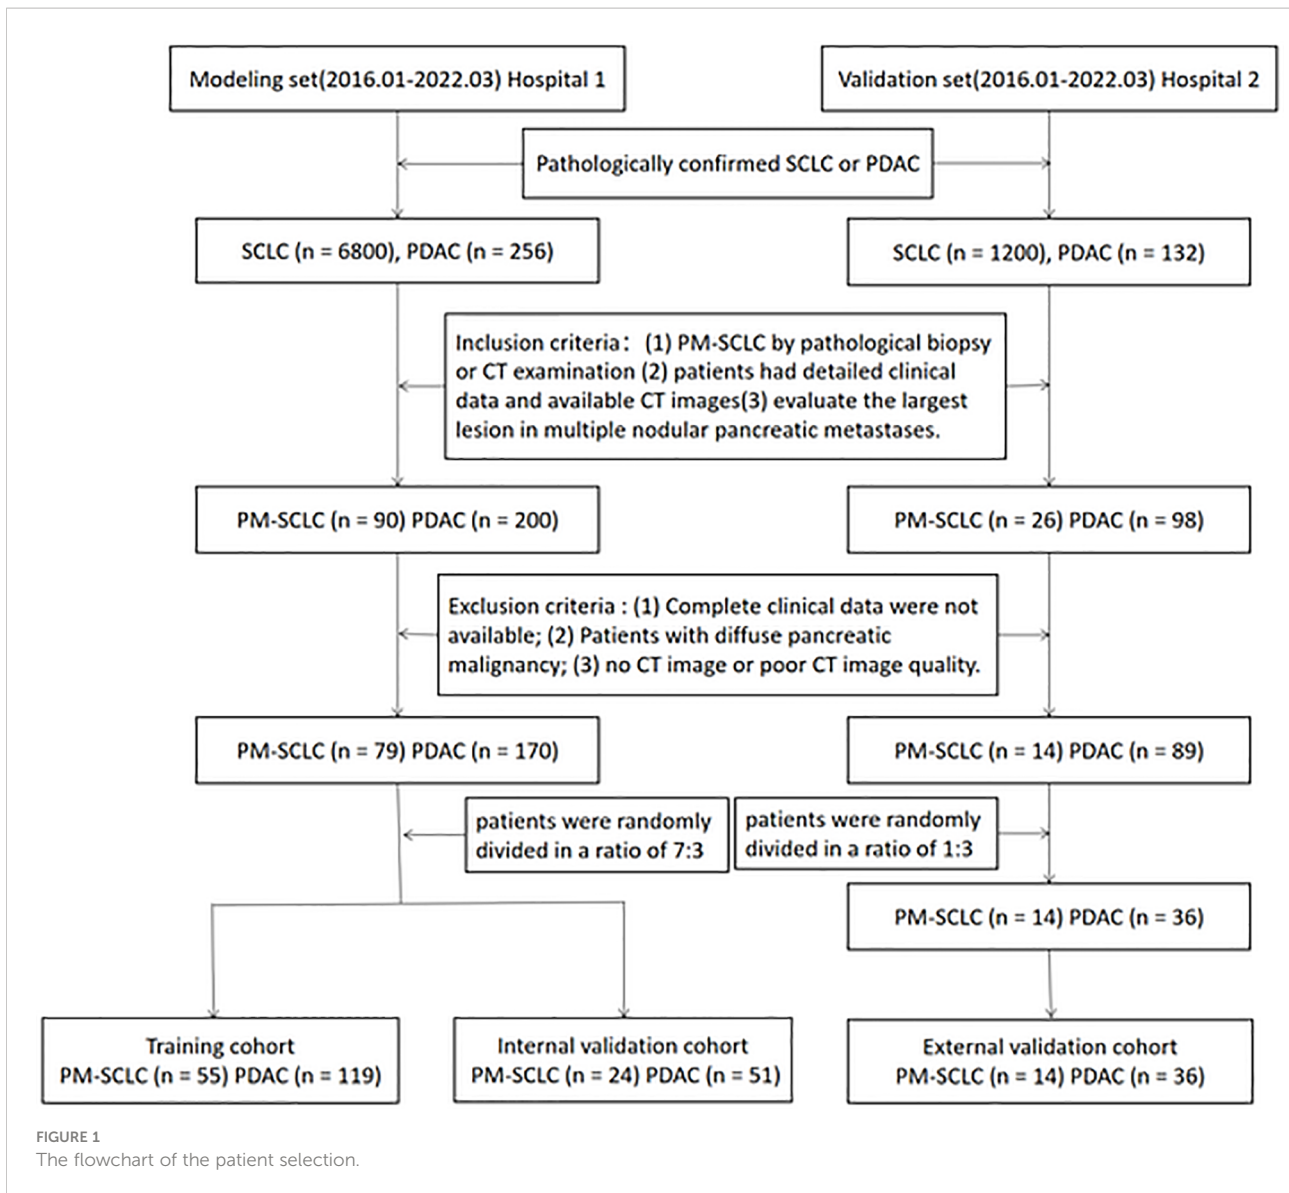 Modeling set(2016.01-2022.03) Hospital 1
Validation set(2016.01-2022.03) Hospital 2
Pathologically confirmed SCLC or PDAC
SCLC (n = 6800), PDAC (n = 256)
SCLC (n = 1200), PDAC (n = 132)
Inclusion criteria：(1) PM-SCLC by pathological biopsy
or CT examination (2) patients had detailed clinical
data and available CT images(3) evaluate the largest
lesion in multiple nodular pancreatic metastases.
PM-SCLC (n = 90) PDAC (n = 200)
PM-SCLC (n = 26) PDAC (n = 98)
Exclusion criteria : (1) Complete clinical data were not
available; (2) Patients with diffuse pancreatic
malignancy; (3) no CT image or poor CT image quality.
PM-SCLC (n = 79) PDAC (n = 170)
PM-SCLC (n = 14) PDAC (n = 89)
patients were randomly
divided in a ratio of 7:3
patients were randomly
divided in a ratio of 1:3
PM-SCLC (n = 14) PDAC (n = 36)
Training cohort
PM-SCLC (n = 55) PDAC (n = 119)
Internal validation cohort
PM-SCLC (n = 24) PDAC (n = 51)
External validation cohort
PM-SCLC (n = 14) PDAC (n = 36)
FIGURE 1
The flowchart of the patient selection.